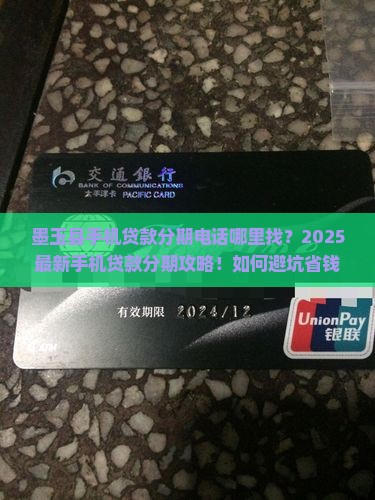 交通銀行
BANK OF COMMUNICATIONS
太平洋卡 PACIFIC CARD
墨玉县手机贷款分期电话哪里找？2025
最新手机贷款分期攻略！如何避坑省钱
有效期限 2024/12
UnionPay
银联
ATM